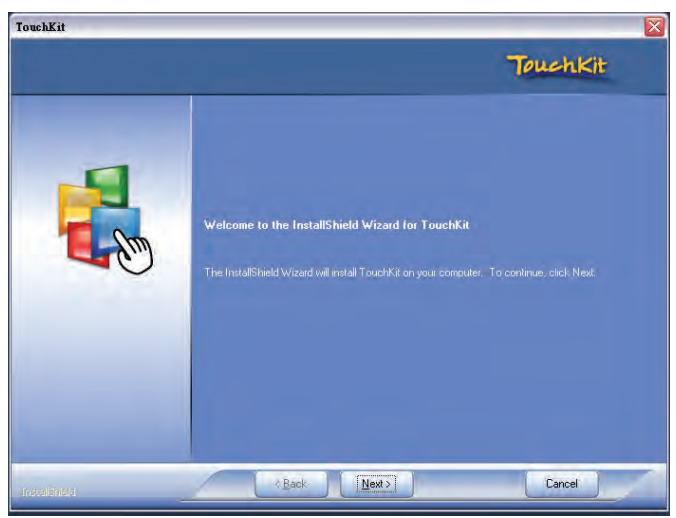 TouchKit
TouchKit
Welcome to the InstallShield Wizard for TouchKit
The InstallShield Wizard will install TouchKit on your computer. To continue, click Next.
InstallShield
< Back
Next >
Cancel